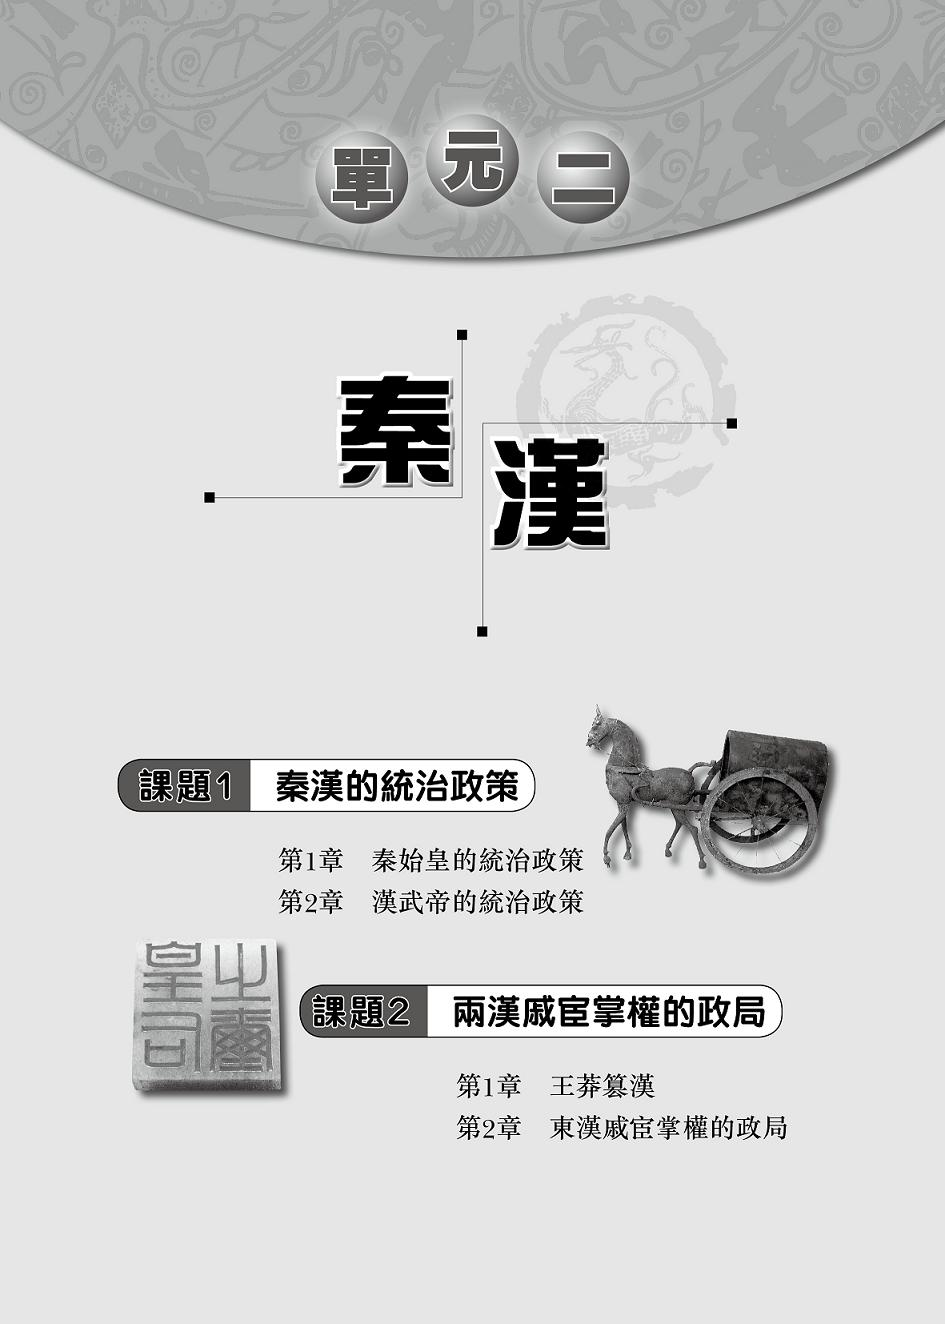 單元二
秦
漢
課題1 秦漢的統治政策
第1章 秦始皇的統治政策
第2章 漢武帝的統治政策
課題2 兩漢戚宦掌權的政局
第1章 王莽篡漢
第2章 東漢戚宦掌權的政局